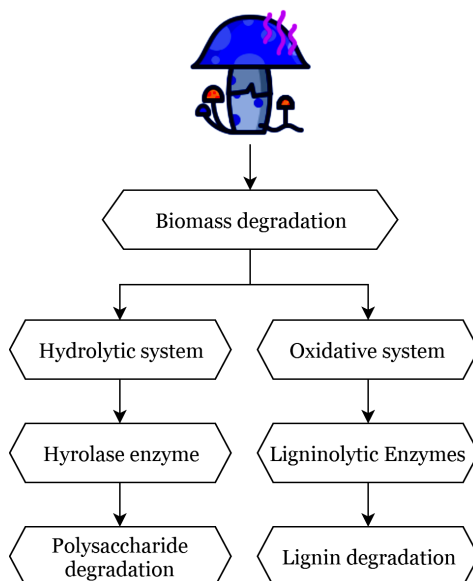 Biomass degradation
Hydrolytic system
Oxidative system
Hyrolase enzyme
Ligninolytic Enzymes
Polysaccharide
degradation
Lignin degradation